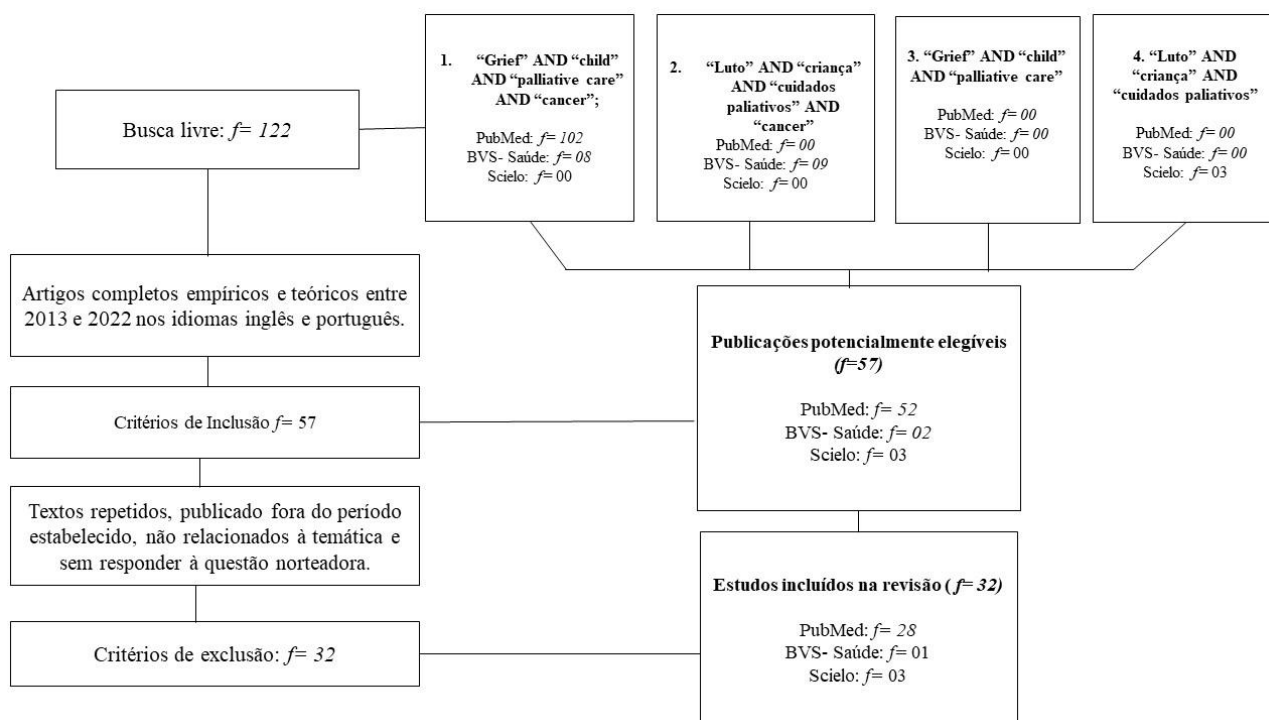 Busca livre: f= 122
1. “Grief” AND “child”
AND “palliative care”
AND “cancer”;
PubMed: f= 102
BVS- Saúde: f= 08
Scielo: f= 00
2. “Luto” AND “criança”
AND “cuidados
paliativos” AND
“cancer”
PubMed: f= 00
BVS- Saúde: f= 09
Scielo: f= 00
3. “Grief” AND “child”
AND “palliative care”
PubMed: f= 00
BVS- Saúde: f= 00
Scielo: f= 00
4. “Luto” AND
“criança” AND
“cuidados paliativos”
PubMed: f= 00
BVS- Saúde: f= 00
Scielo: f= 03
Artigos completos empíricos e teóricos entre
2013 e 2022 nos idiomas inglês e português.
Critérios de Inclusão f= 57
Publicações potencialmente elegíveis
(f=57)
PubMed: f= 52
BVS- Saúde: f= 02
Scielo: f= 03
Textos repetidos, publicado fora do período
estabelecido, não relacionados à temática e
sem responder à questão norteadora.
Critérios de exclusão: f= 32
Estudos incluídos na revisão ( f= 32)
PubMed: f= 28
BVS- Saúde: f= 01
Scielo: f= 03